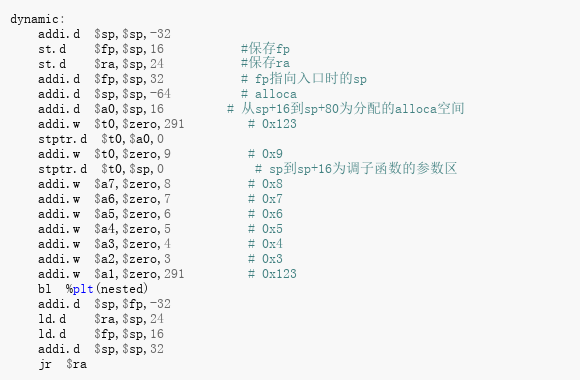 dynamic:
    addi.d  $sp,$sp,-32
    st.d    $fp,$sp,16           #保存fp
    st.d    $ra,$sp,24           #保存ra
    addi.d  $fp,$sp,32           # fp指向入口时的sp
    addi.d  $sp,$sp,-64          # alloca
    addi.d  $a0,$sp,16         # 从sp+16到sp+80为分配的alloca空间
    addi.w  $t0,$zero,291         # 0x123
    stptr.d  $t0,$a0,0
    addi.w  $t0,$zero,9           # 0x9
    stptr.d  $t0,$sp,0             # sp到sp+16为调子函数的参数区
    addi.w  $a7,$zero,8           # 0x8
    addi.w  $a6,$zero,7           # 0x7
    addi.w  $a5,$zero,6           # 0x6
    addi.w  $a4,$zero,5           # 0x5
    addi.w  $a3,$zero,4           # 0x4
    addi.w  $a2,$zero,3           # 0x3
    addi.w  $a1,$zero,291         # 0x123
    bl  %plt(nested)
    addi.d  $sp,$fp,-32
    ld.d    $ra,$sp,24
    ld.d    $fp,$sp,16
    addi.d  $sp,$sp,32
    jr  $ra